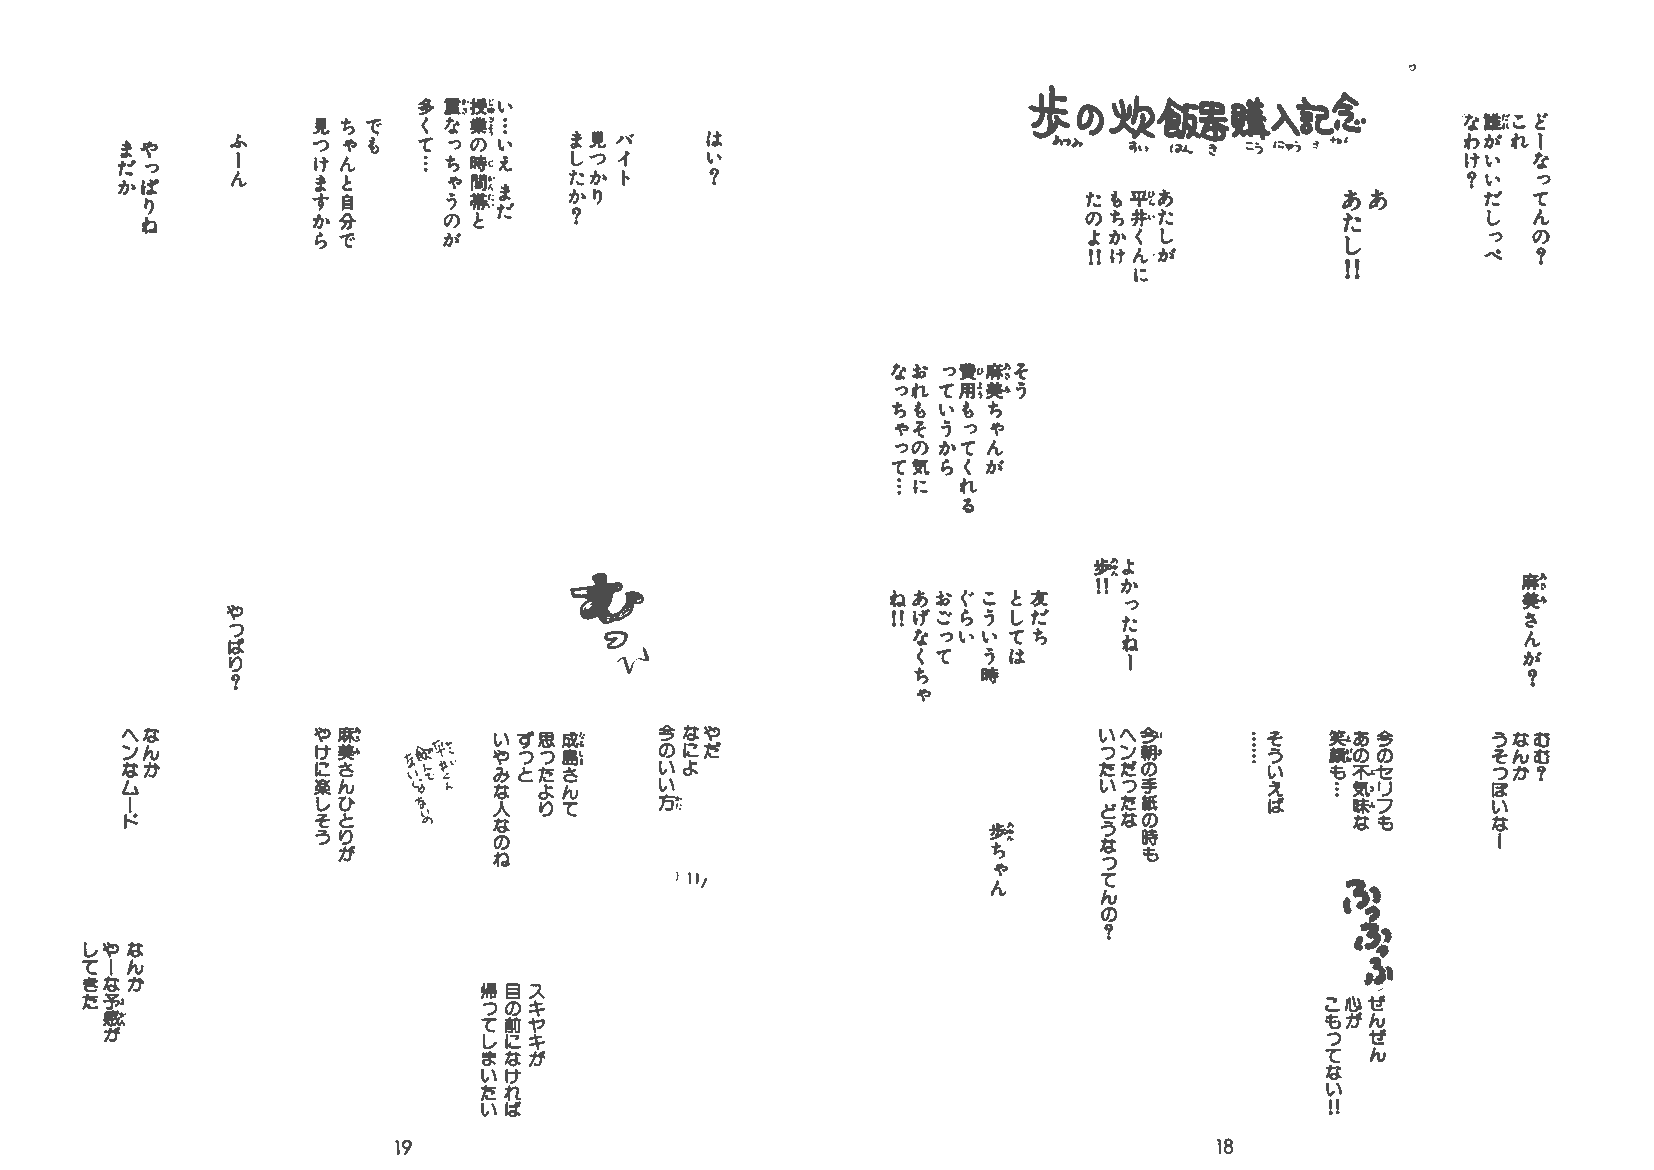 どーなってんの?
これ
誰がいいだしっぺ
なわけ?
歩の炊飯器購入記念
あ
あたし!!
あたしが
平井くんに
もちかけ
たのよ!!
そう
麻美ちゃんが
費用もってくれる
っていうから
おれもその気に
なっちゃって…
麻美さんが?
よかったねー
歩!!
友だち
としては
こういう時
ぐらい
おごって
あげなくちゃ
ね!!
むむ?
なんか
うそっぽいなー
今のセリフも
あの不気味な
笑顔も…
ふっふっふ
ぜんぜん
心が
こもってない!!
そういえば
……
今朝の手紙の時も
ヘンだったな
いったいどうなってんの?
歩ちゃん
18
はい?
バイト
見つかり
ましたか?
い…いえ まだ
授業の時間帯と
重なっちゃうのが
多くて…
でも
ちゃんと自分で
見つけますから
ふーん
やっぱりね
まだか
むっ
やっぱり?
やだ
なによ
今のいい方
成島さんて
思ったより
ずっと
いやみな人なのね
麻美さんひとりが
やけに楽しそう
なんか
ヘンなムード
スキヤキが
目の前になければ
帰ってしまいたい
なんか
やーな予感が
してきた
19